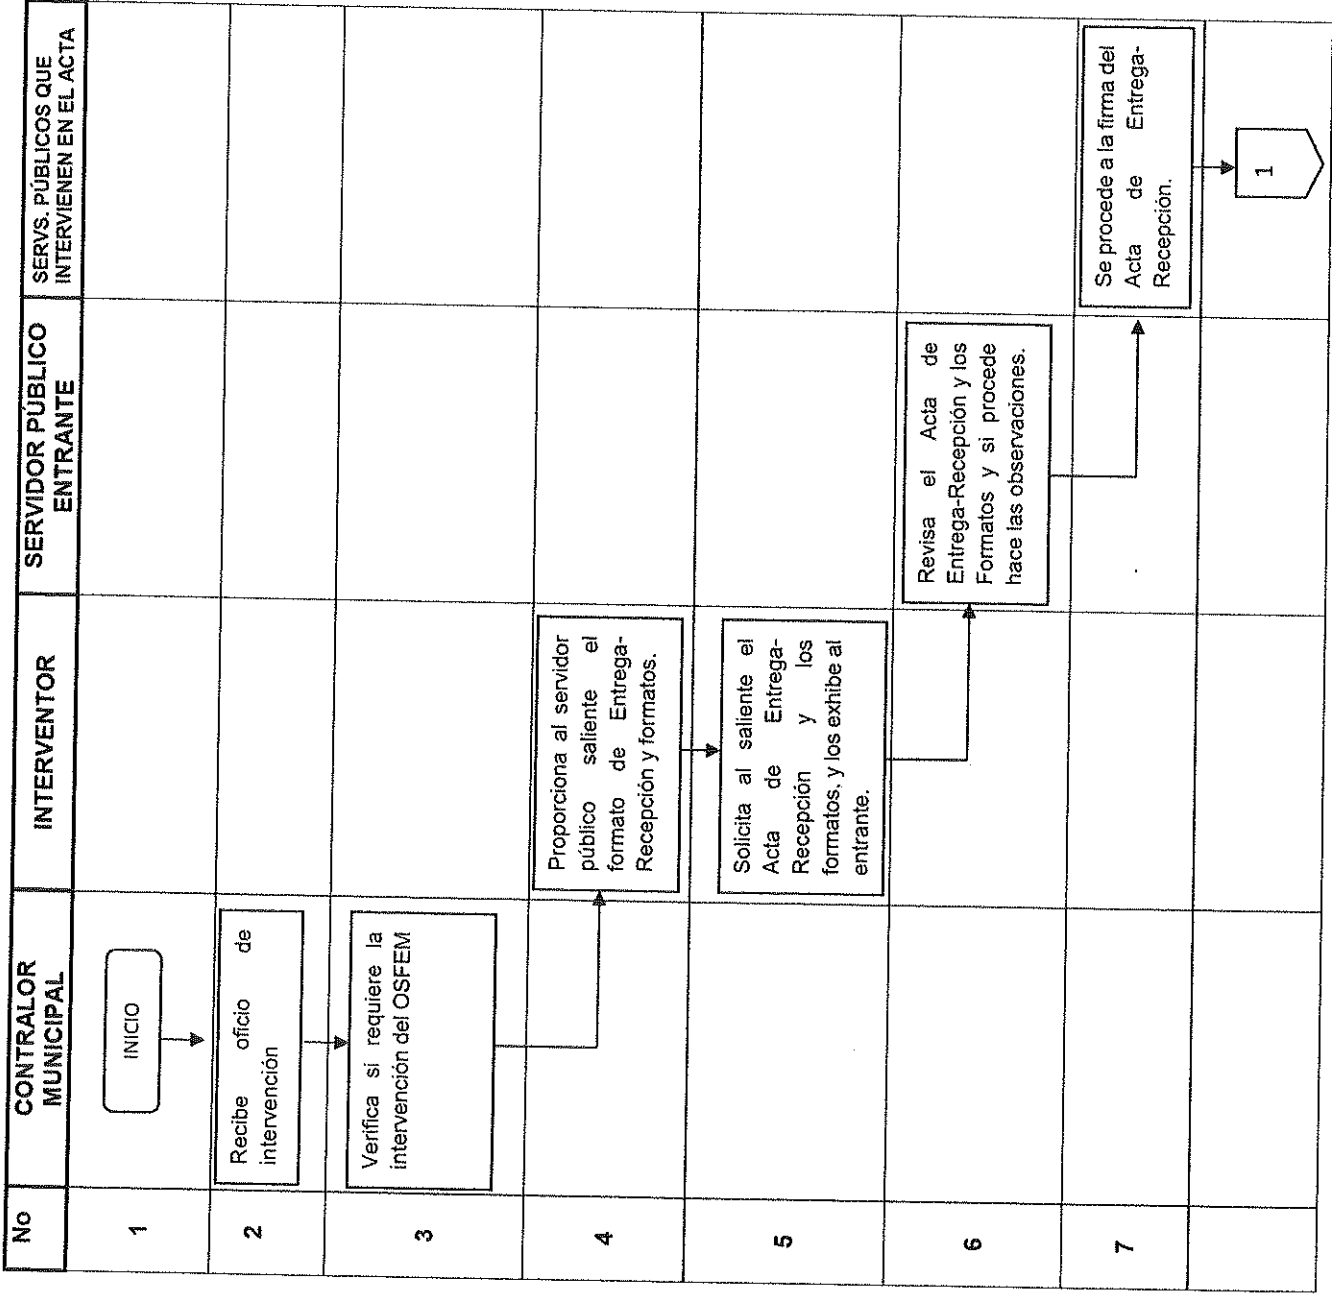 No
CONTRALOR
MUNICIPAL
INTERVENTOR
SERVIDOR PÚBLICO
ENTRANTE
SERVS. PÚBLICOS QUE
INTERVIENEN EN EL ACTA
1
INICIO
2
Recibe oficio de
intervención
3
Verifica si requiere la
intervención del OSFEM
4
Proporciona al servidor
público saliente el
formato de Entrega-
Recepción y formatos.
5
Solicita al saliente el
Acta de Entrega-
Recepción y los
formatos, y los exhibe al
entrante.
6
Revisa el Acta de
Entrega-Recepción y los
Formatos y si procede
hace las observaciones.
7
Se procede a la firma del
Acta de Entrega-
Recepción.
1